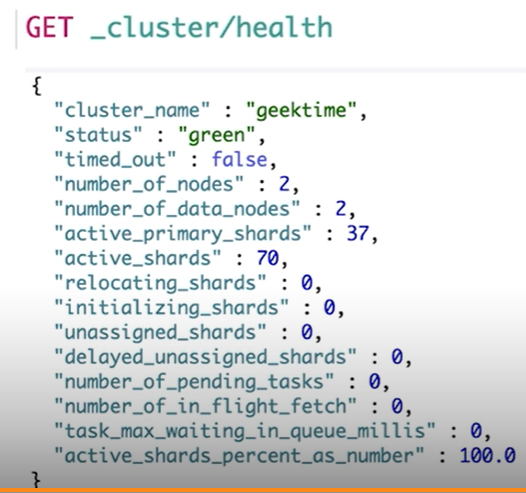 GET _cluster/health
{
"cluster_name" : "geektime",
"status" : "green",
"timed_out" : false,
"number_of_nodes" : 2,
"number_of_data_nodes" : 2,
"active_primary_shards" : 37,
"active_shards" : 70,
"relocating_shards" : 0,
"initializing_shards" : 0,
"unassigned_shards" : 0,
"delayed_unassigned_shards" : 0,
"number_of_pending_tasks" : 0,
"number_of_in_flight_fetch" : 0,
"task_max_waiting_in_queue_millis" : 0,
"active_shards_percent_as_number" : 100.0
}